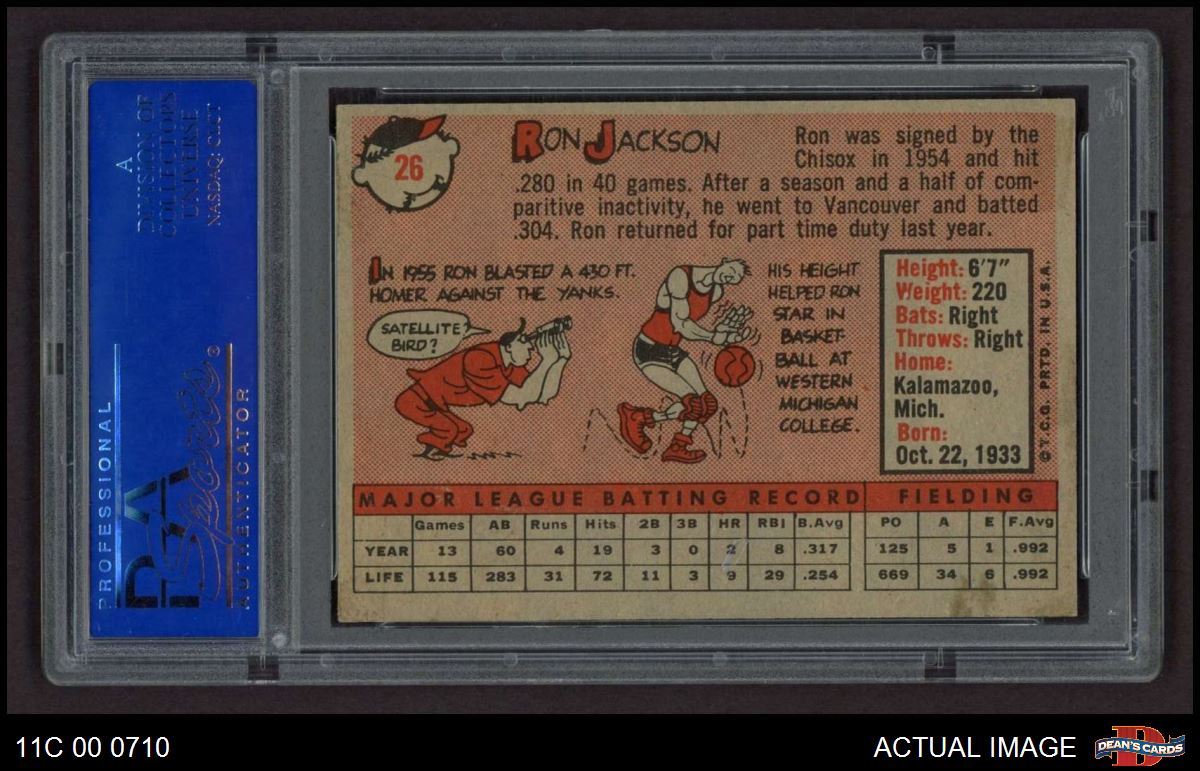 A
DIVISION OF
COLLECTORS
UNIVERSE
NASDAQ: CLCT
PROFESSIONAL
PSA
Sports
®
AUTHENTICATOR
26
RON JACKSON
Ron was signed by the
Chisox in 1954 and hit
.280 in 40 games. After a season and a half of com-
paritive inactivity, he went to Vancouver and batted
.304. Ron returned for part time duty last year.
IN 1955 RON BLASTED A 430 FT.
HOMER AGAINST THE YANKS.
SATELLITE?
BIRD?
HIS HEIGHT
HELPED RON
STAR IN
BASKET-
BALL AT
WESTERN
MICHIGAN
COLLEGE.
Height: 6'7"
Weight: 220
Bats: Right
Throws: Right
Home:
Kalamazoo,
Mich.
Born:
Oct. 22, 1933
© T.C.G. PRTD. IN U.S.A.
MAJOR LEAGUE BATTING RECORD FIELDING
Games AB Runs Hits 2B 3B HR RBI B.Avg PO A E F.Avg
YEAR 13 60 4 19 3 0 2 8 .317 125 5 1 .992
LIFE 115 283 31 72 11 3 9 29 .254 669 34 6 .992
11C 00 0710
ACTUAL IMAGE
D
DEAN'S CARDS